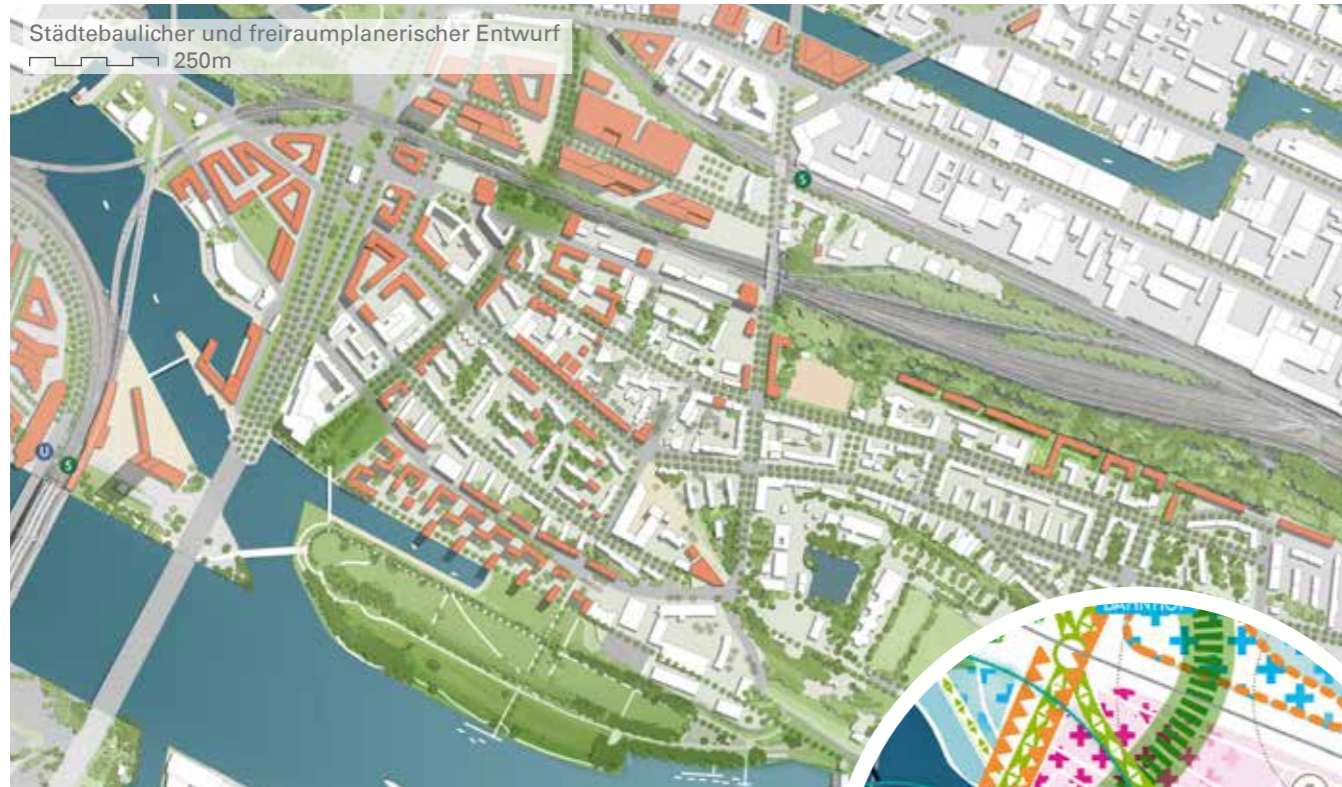 Städtebaulicher und freiraumplanerischer Entwurf
250m
S
U
S
BAHNHOF